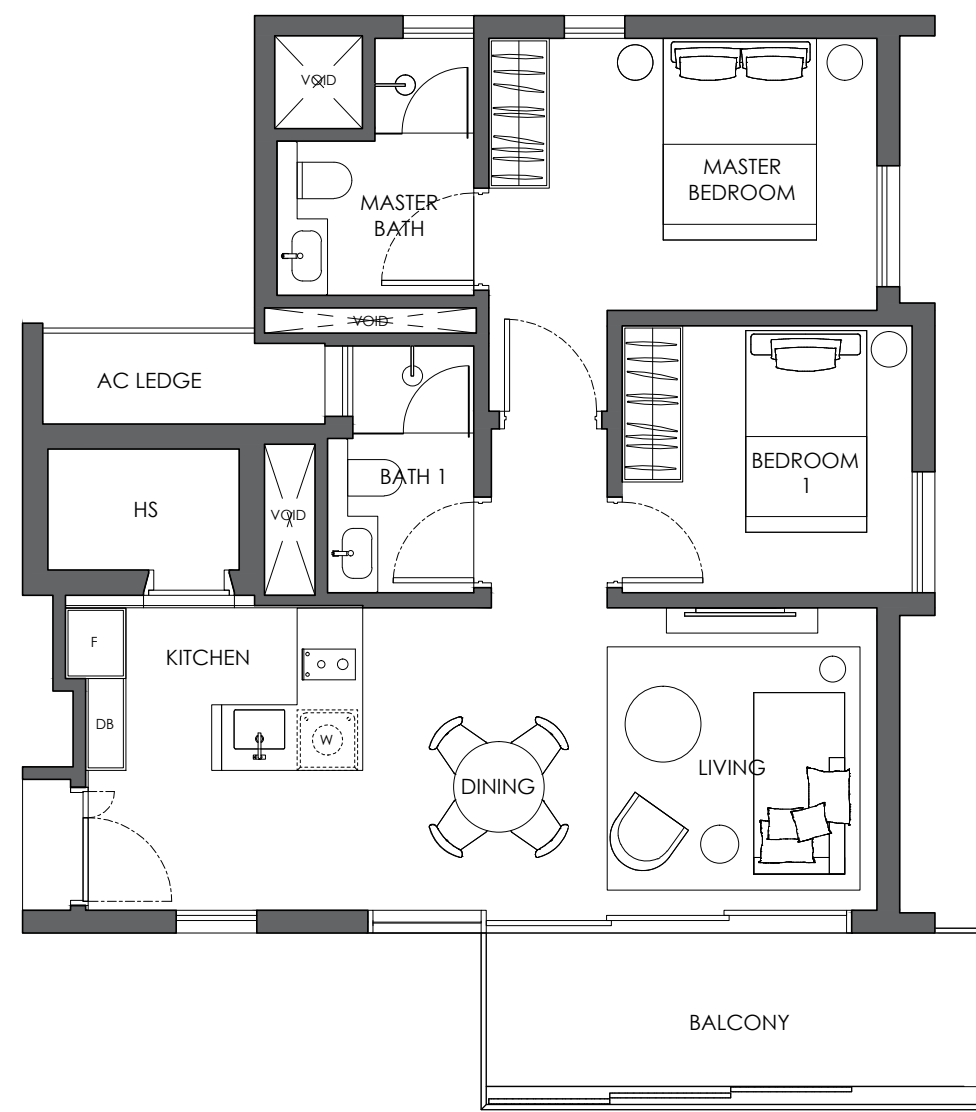 VOID
MASTER
BEDROOM
MASTER
BATH
VOID
AC LEDGE
BATH 1
BEDROOM
1
HS
VOID
F
KITCHEN
DB
W
DINING
LIVING
BALCONY